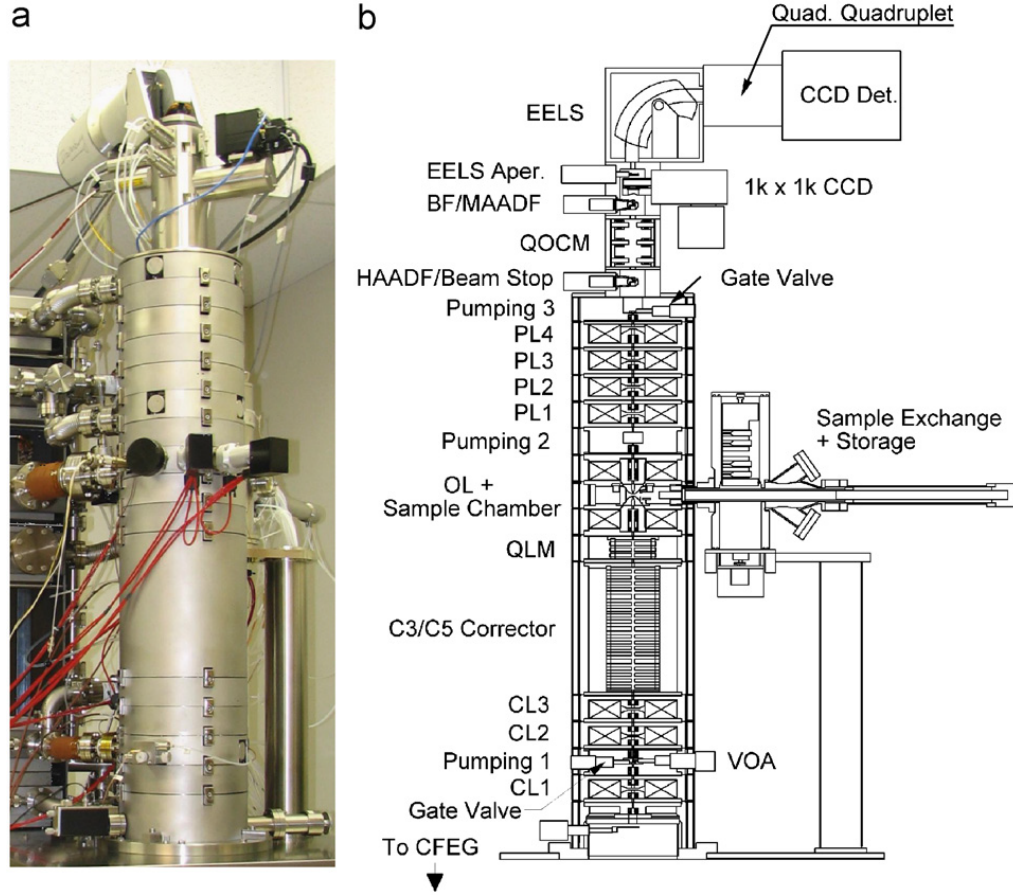 a
b
Quad. Quadruplet
CCD Det.
EELS
EELS Aper.
1k x 1k CCD
BF/MAADF
QOCM
HAADF/Beam Stop
Gate Valve
Pumping 3
PL4
PL3
PL2
PL1
Sample Exchange
+ Storage
Pumping 2
OL +
Sample Chamber
QLM
C3/C5 Corrector
CL3
CL2
Pumping 1
VOA
CL1
Gate Valve
To CFEG